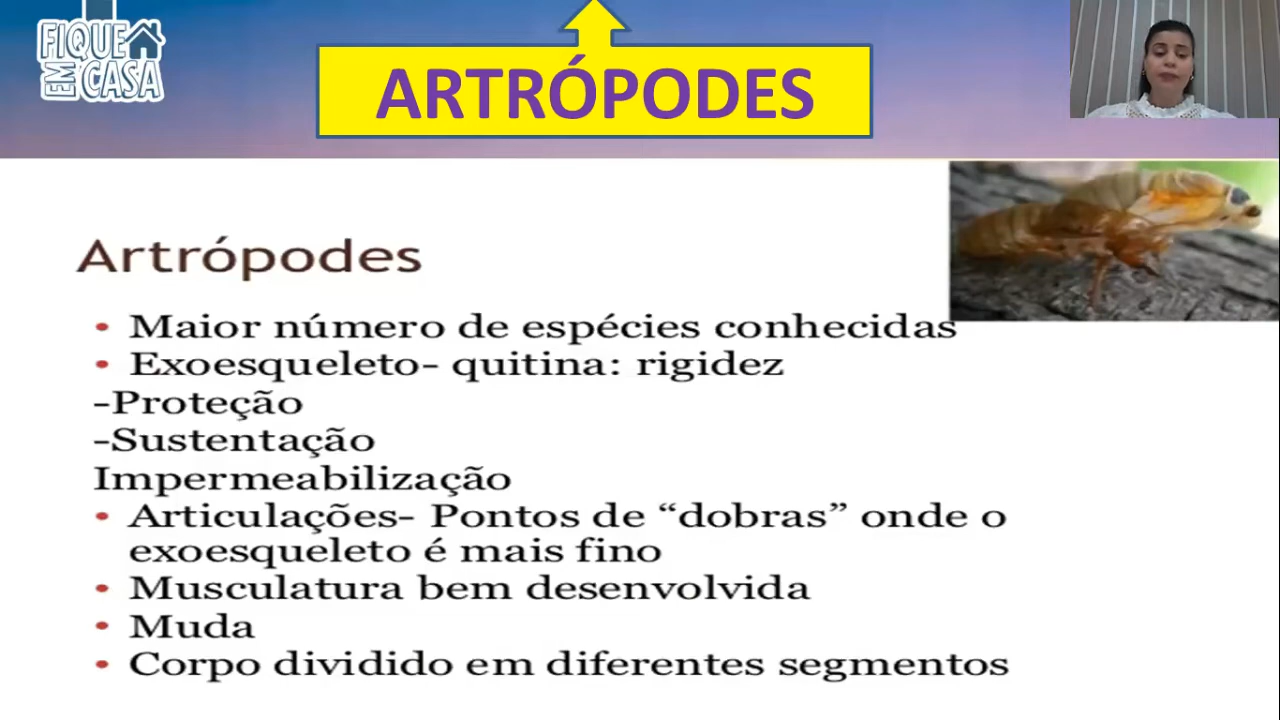 FIQUE
EM CASA
ARTRÓPODES
Artrópodes
• Maior número de espécies conhecidas
• Exoesqueleto- quitina: rigidez
-Proteção
-Sustentação
Impermeabilização
• Articulações- Pontos de “dobras” onde o
exoesqueleto é mais fino
• Musculatura bem desenvolvida
• Muda
• Corpo dividido em diferentes segmentos